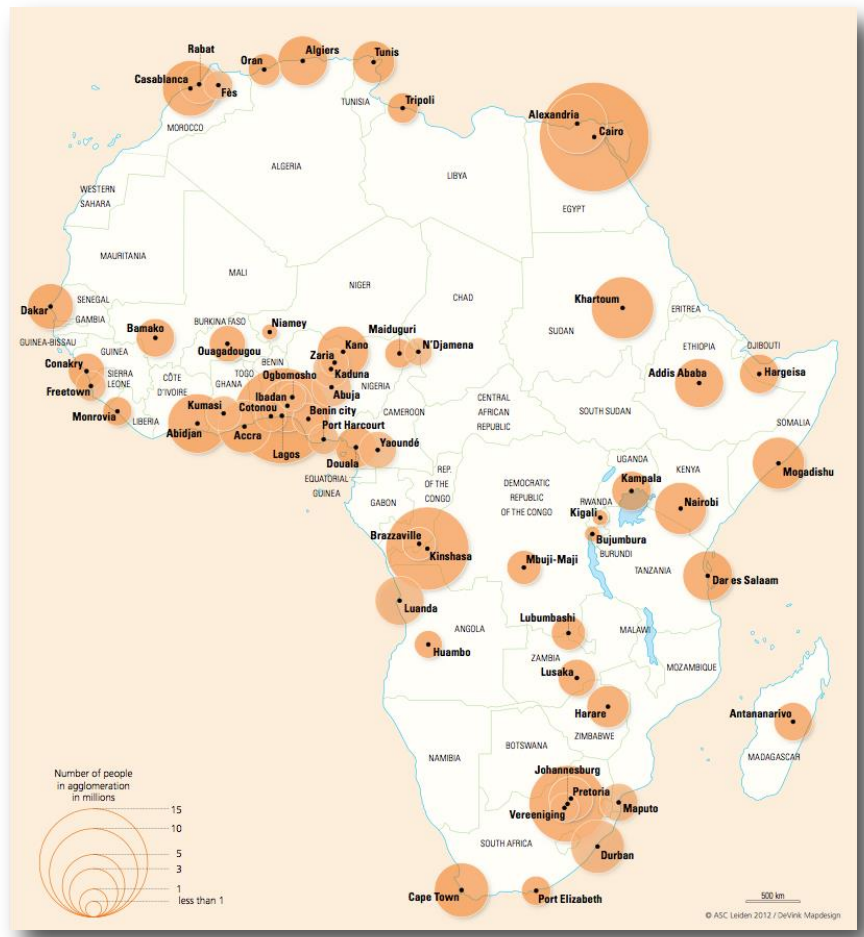 Rabat
Oran
Algiers
Tunis
Casablanca
Fès
TUNISIA
Tripoli
MOROCCO
Alexandria
Cairo
ALGERIA
LIBYA
WESTERN
SAHARA
EGYPT
MAURITANIA
MALI
NIGER
CHAD
Dakar
SENEGAL
GAMBIA
Bamako
BURKINA FASO
Niamey
Maiduguri
Khartoum
SUDAN
ERITREA
GUINEA-BISSAU
GUINEA
Ouagadougou
Kano
N'Djamena
Zaria
BENIN
Kaduna
ETHIOPIA
DJIBOUTI
Conakry
SIERRA
LEONE
Freetown
CÔTE
D'IVOIRE
TOGO
GHANA
Ogbomosho
NIGERIA
Abuja
Addis Ababa
Hargeisa
Monrovia
LIBERIA
Kumasi
Ibadan
Cotonou
Benin city
CAMEROON
CENTRAL
AFRICAN
REPUBLIC
SOUTH SUDAN
SOMALIA
Abidjan
Accra
Port Harcourt
Lagos
Yaoundé
Douala
EQUATORIAL
GUINEA
GABON
REP.
OF THE
CONGO
DEMOCRATIC
REPUBLIC
OF THE CONGO
UGANDA
KENYA
Kampala
Mogadishu
RWANDA
Kigali
Nairobi
Brazzaville
Kinshasa
Bujumbura
BURUNDI
Mbuji-Maji
TANZANIA
Dar es Salaam
Luanda
ANGOLA
Lubumbashi
MALAWI
Huambo
ZAMBIA
Lusaka
MOZAMBIQUE
Harare
ZIMBABWE
Antananarivo
MADAGASCAR
NAMIBIA
BOTSWANA
Johannesburg
Pretoria
Vereeniging
Maputo
SOUTH AFRICA
Durban
Cape Town
Port Elizabeth
Number of people
in agglomeration
in millions
15
10
5
3
1
less than 1
500 km
© ASC Leiden 2012 / DeVink Mapdesign